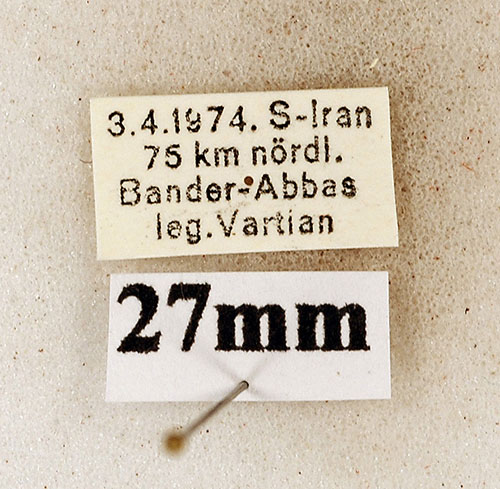 3.4.1974. S-Iran
75 km nördl.
Bander-Abbas
leg. Vartian
27mm